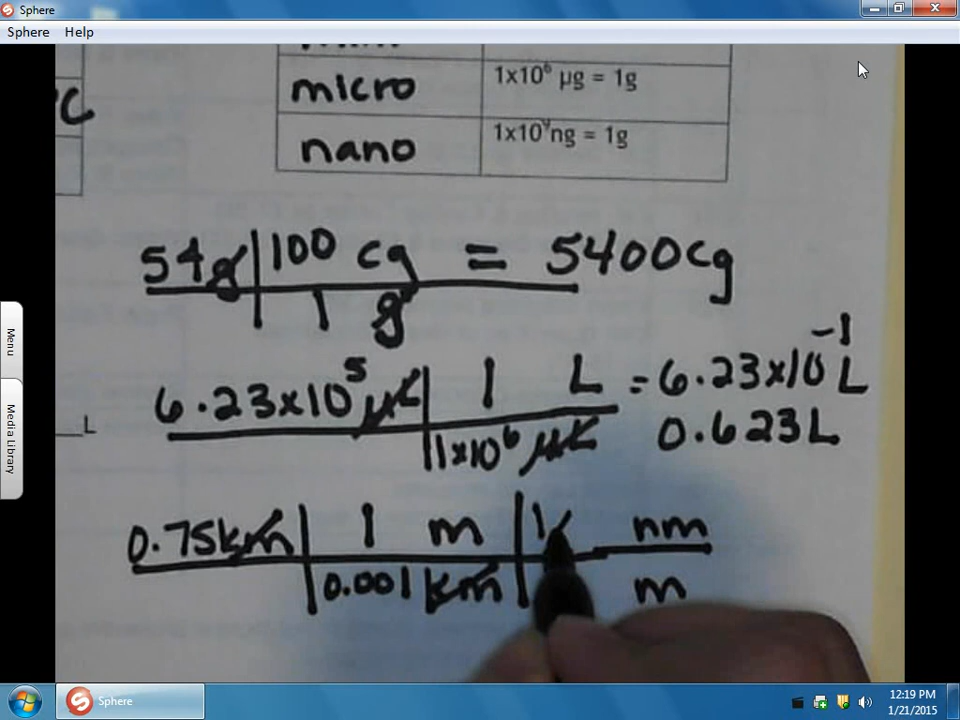 Sphere
Sphere Help
micro 1x10⁶ µg = 1g
nano 1x10⁹ng = 1g
54g | 100 cg = 5400cg
1 g
6.23x10⁵ µL | 1 L = 6.23x10⁻¹ L
1x10⁶ µL 0.623L
L
0.75km | 1 m | 1x nm
0.001 km m
Menu
Media Library
Sphere
12:19 PM
1/21/2015